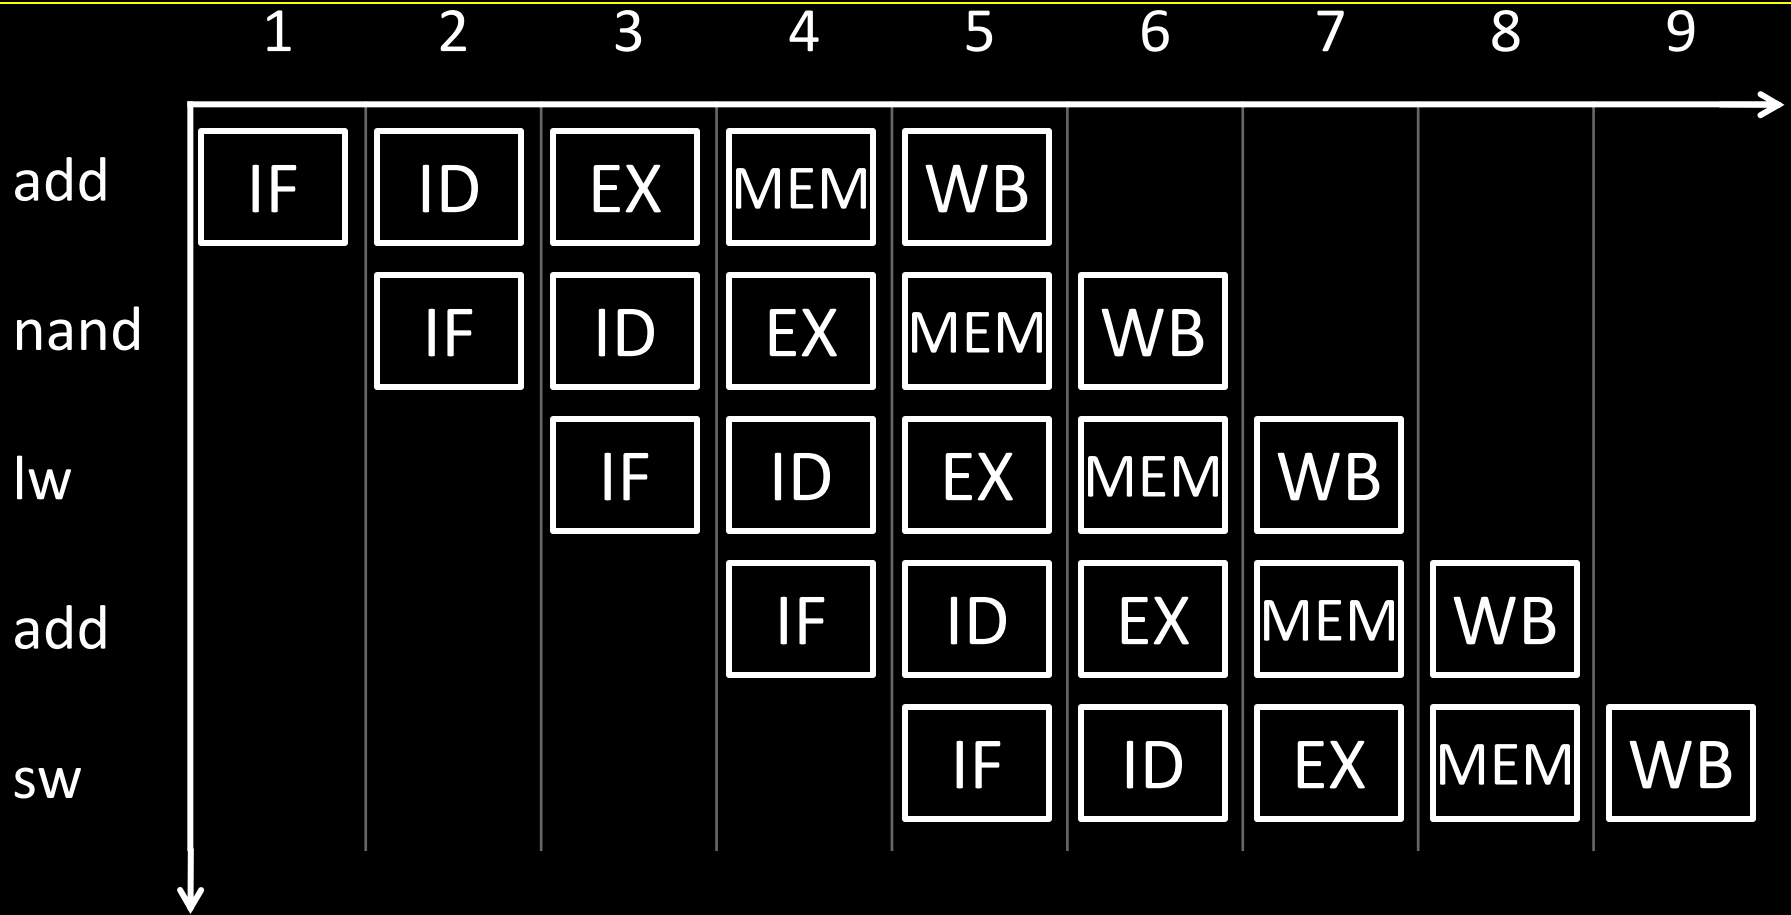 1 2 3 4 5 6 7 8 9
add IF ID EX MEM WB
nand IF ID EX MEM WB
lw IF ID EX MEM WB
add IF ID EX MEM WB
sw IF ID EX MEM WB